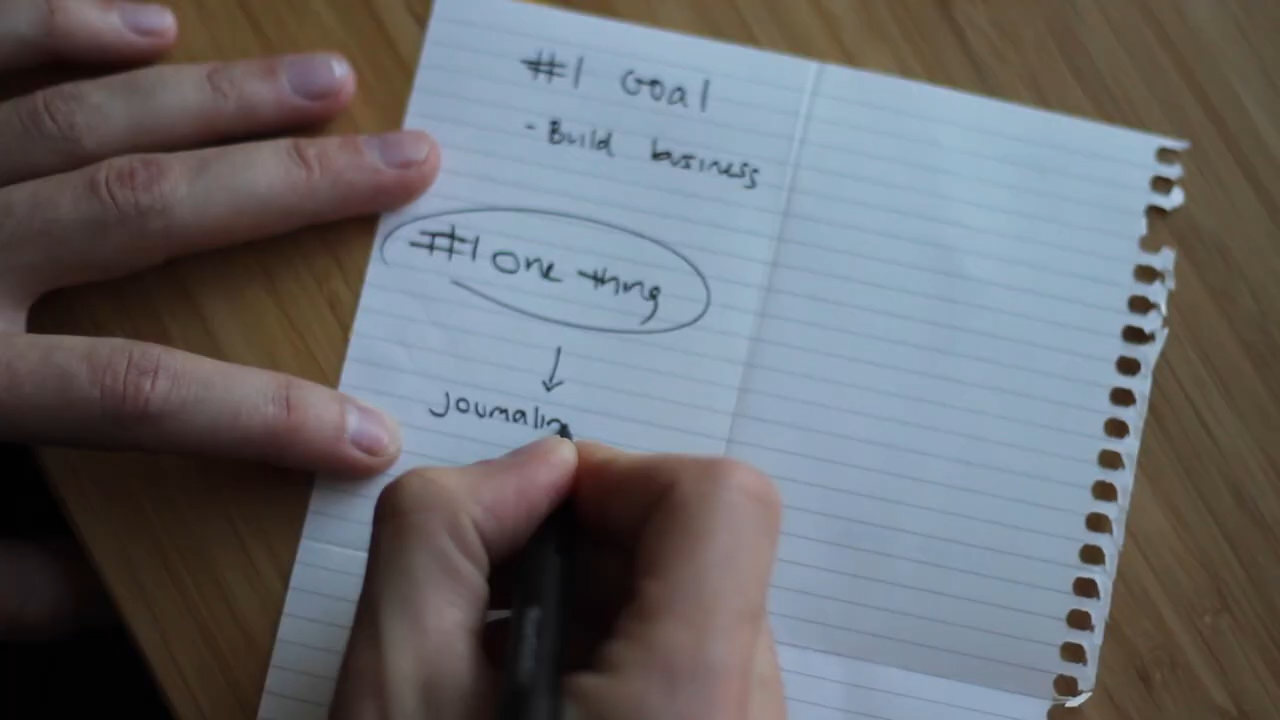 #1 Goal
- Build business
#1 One thing
↓
Journalin